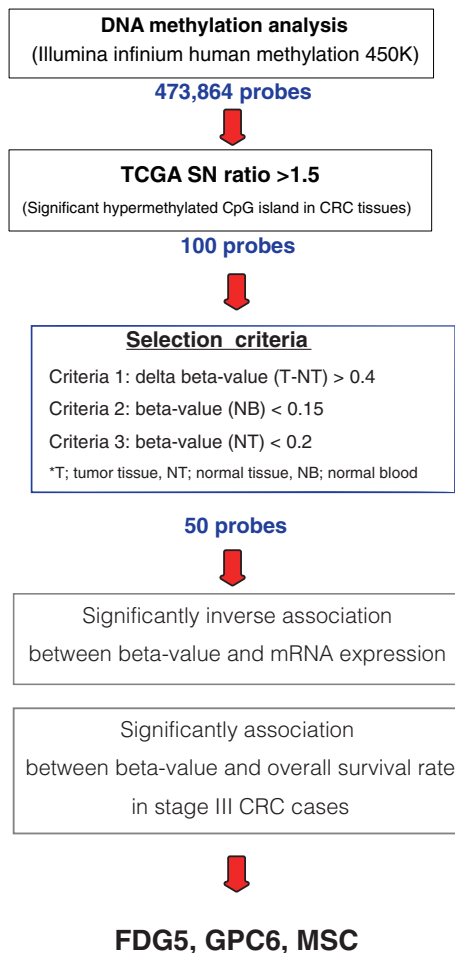 DNA methylation analysis
(Illumina infinium human methylation 450K)
473,864 probes
TCGA SN ratio >1.5
(Significant hypermethylated CpG island in CRC tissues)
100 probes
Selection criteria
Criteria 1: delta beta-value (T-NT) > 0.4
Criteria 2: beta-value (NB) < 0.15
Criteria 3: beta-value (NT) < 0.2
*T; tumor tissue, NT; normal tissue, NB; normal blood
50 probes
Significantly inverse association
between beta-value and mRNA expression
Significantly association
between beta-value and overall survival rate
in stage III CRC cases
FDG5, GPC6, MSC